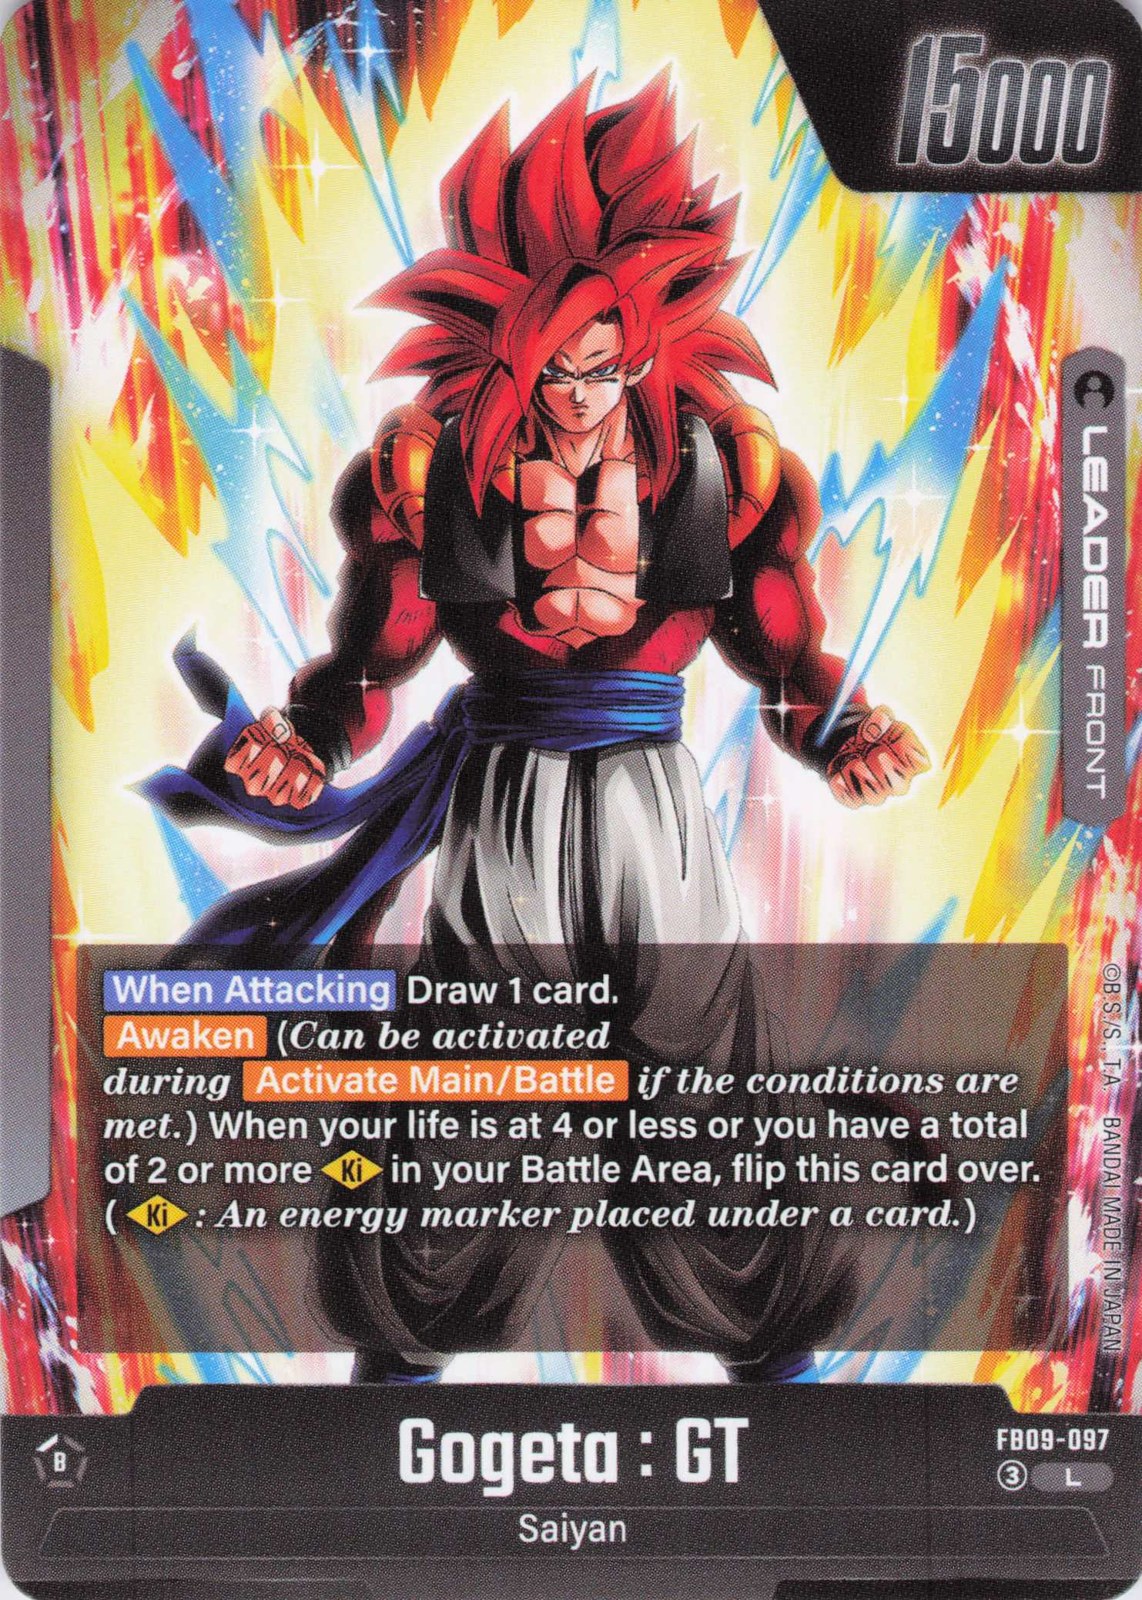 15000
LEADER FRONT
When Attacking Draw 1 card.
Awaken (Can be activated
during Activate Main/Battle if the conditions are
met.) When your life is at 4 or less or you have a total
of 2 or more Ki in your Battle Area, flip this card over.
( Ki : An energy marker placed under a card.)
©B.S./S., T.A. BANDAI MADE IN JAPAN
B
Gogeta : GT
FB09-097
③ L
Saiyan